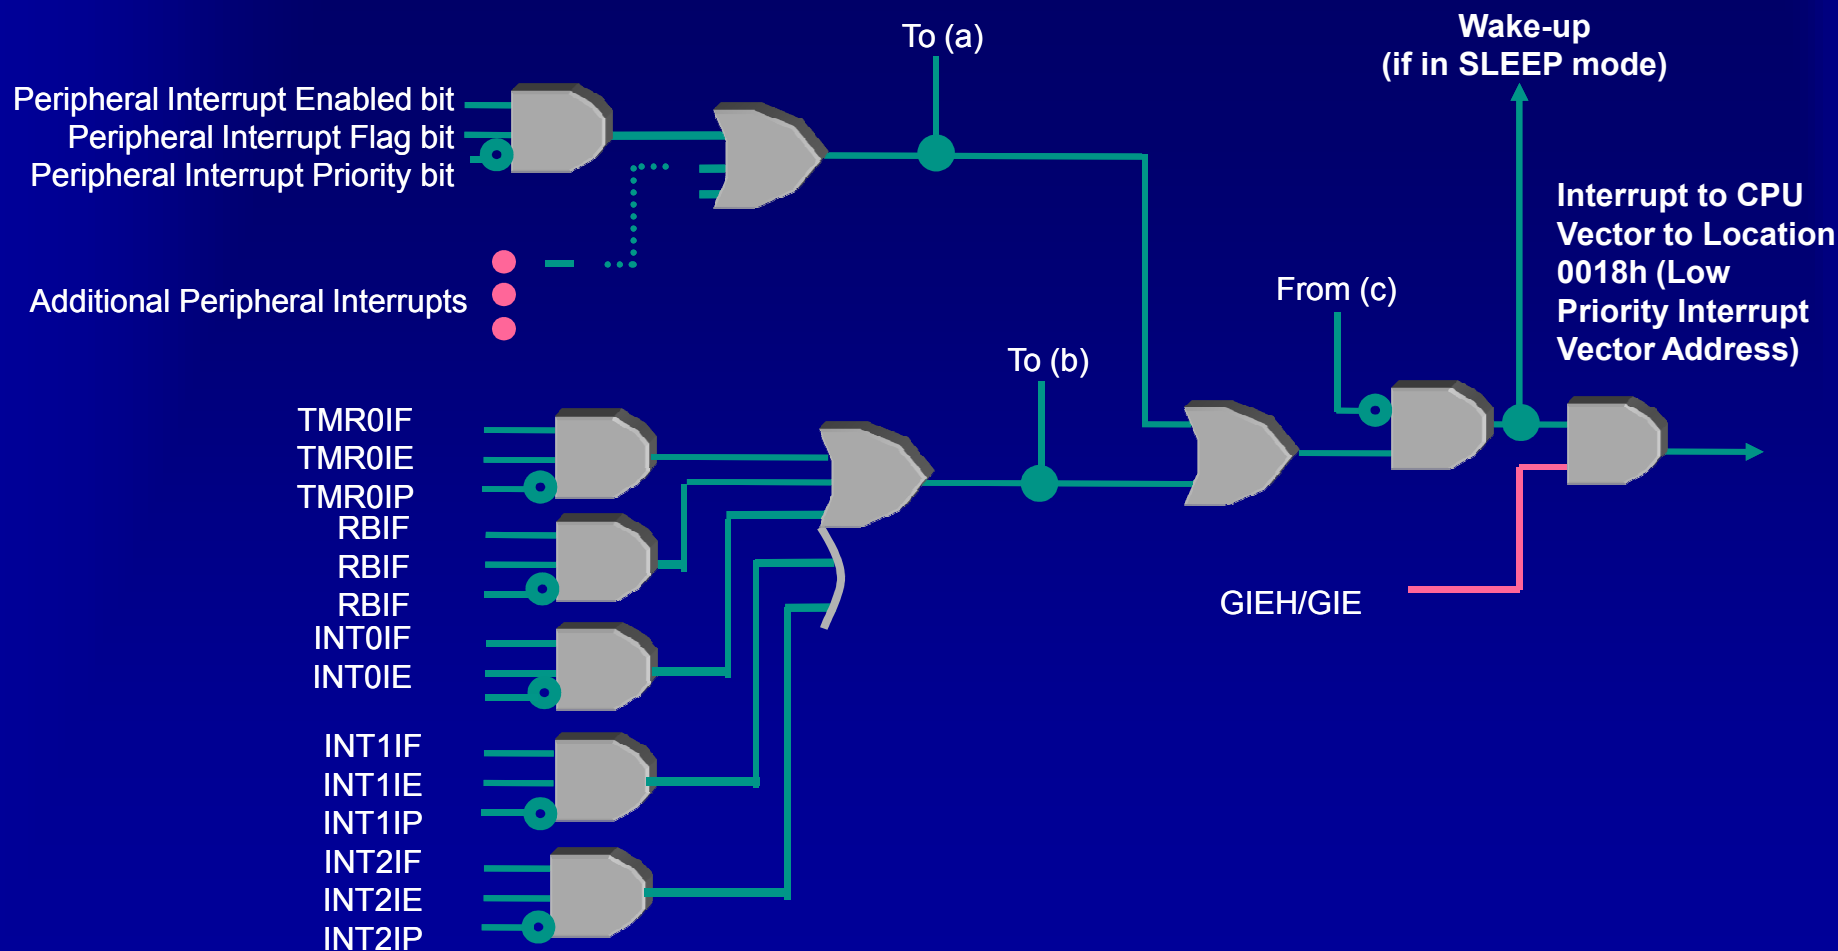 To (a)
Wake-up
(if in SLEEP mode)
Peripheral Interrupt Enabled bit
Peripheral Interrupt Flag bit
Peripheral Interrupt Priority bit
Interrupt to CPU
Vector to Location
0018h (Low
Priority Interrupt
Vector Address)
Additional Peripheral Interrupts
From (c)
To (b)
TMR0IF
TMR0IE
TMR0IP
RBIF
RBIF
RBIF
GIEH/GIE
INT0IF
INT0IE
INT1IF
INT1IE
INT1IP
INT2IF
INT2IE
INT2IP